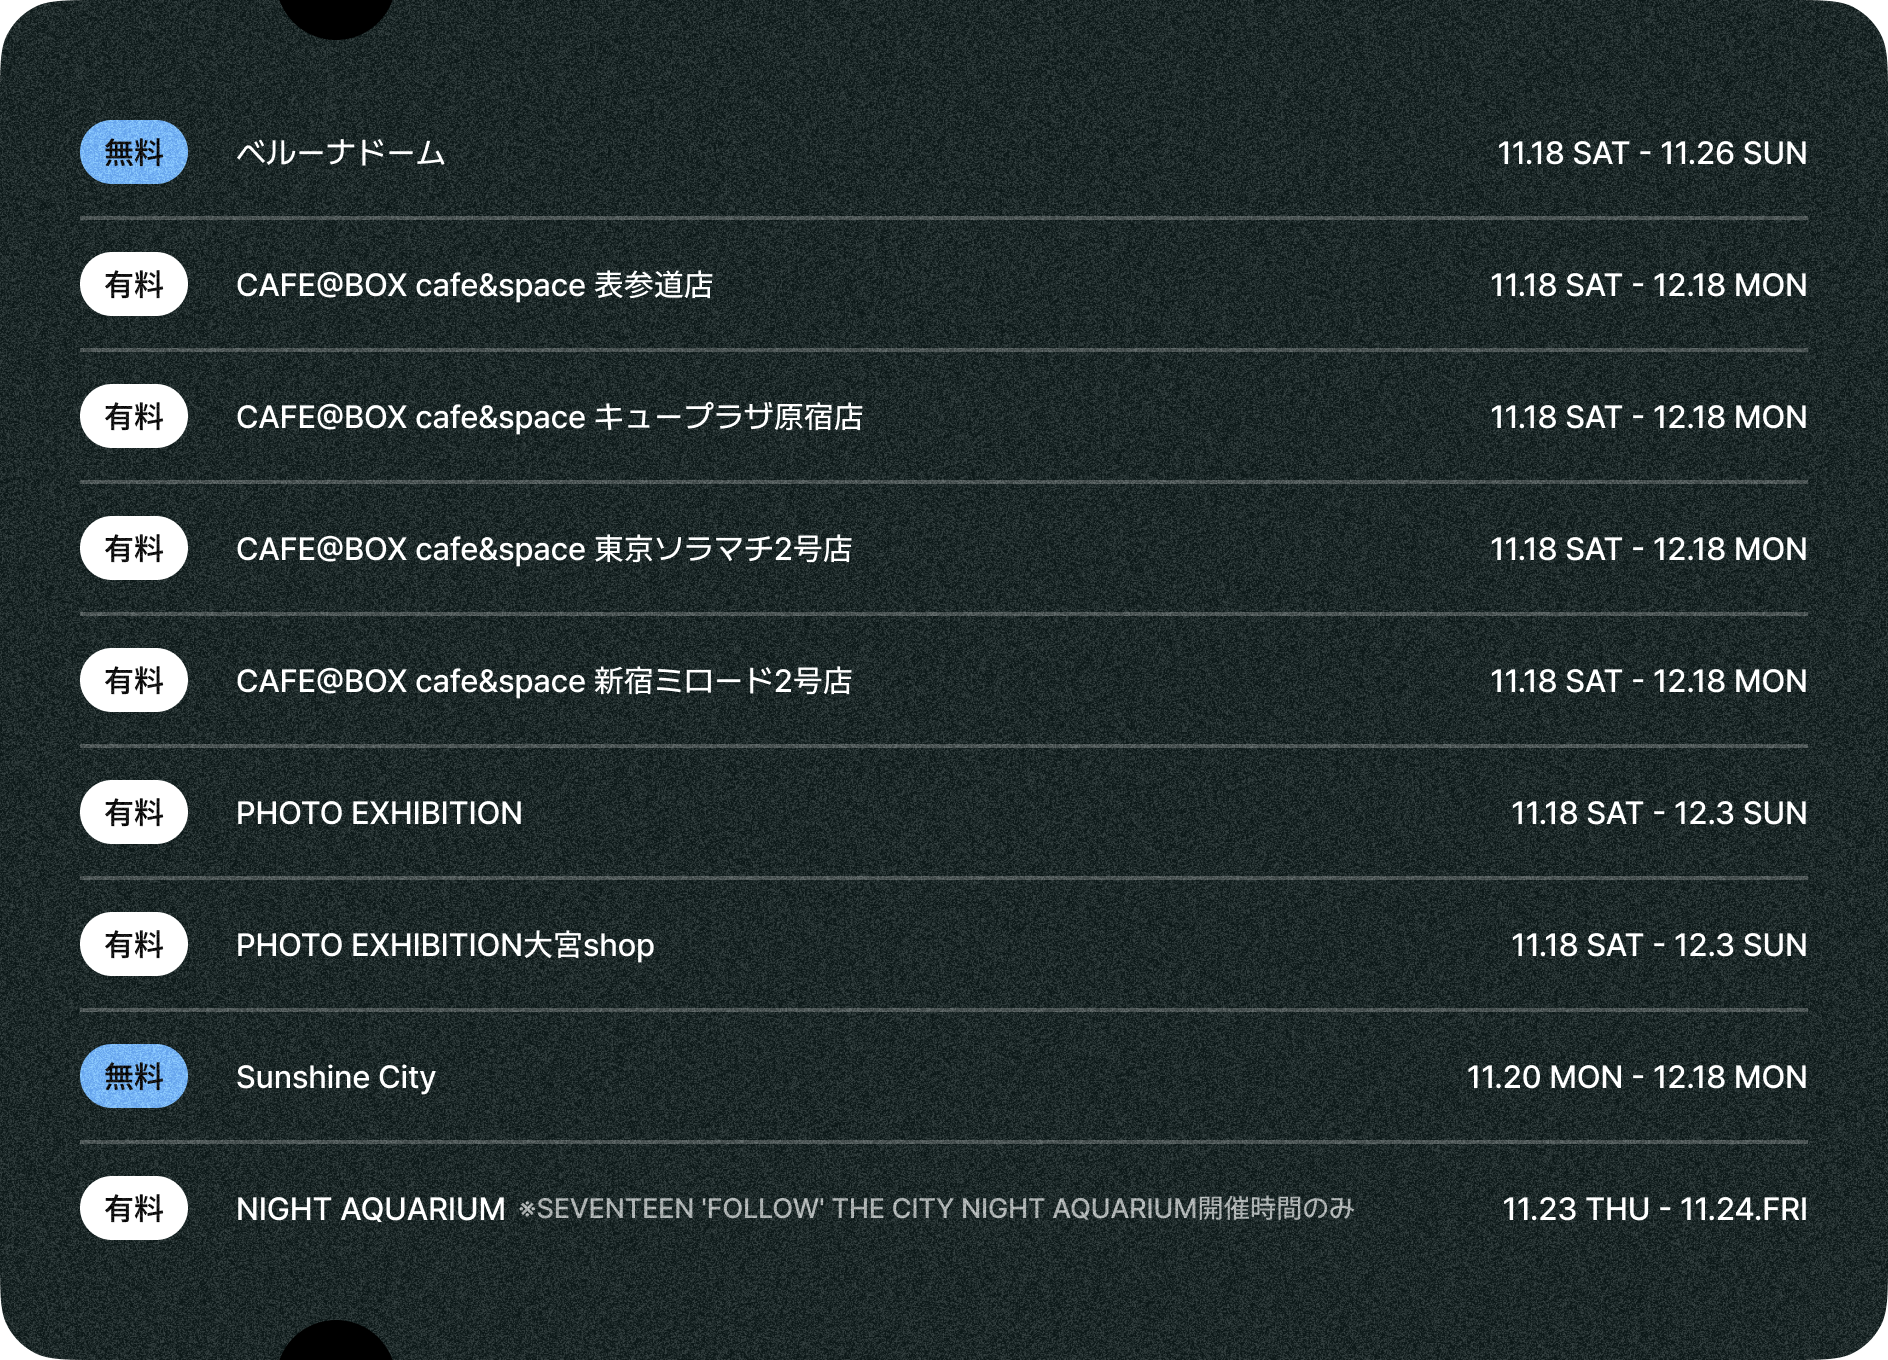 無料 ベルーナドーム 11.18 SAT - 11.26 SUN
有料 CAFE@BOX cafe&space 表参道店 11.18 SAT - 12.18 MON
有料 CAFE@BOX cafe&space キュープラザ原宿店 11.18 SAT - 12.18 MON
有料 CAFE@BOX cafe&space 東京ソラマチ2号店 11.18 SAT - 12.18 MON
有料 CAFE@BOX cafe&space 新宿ミロード2号店 11.18 SAT - 12.18 MON
有料 PHOTO EXHIBITION 11.18 SAT - 12.3 SUN
有料 PHOTO EXHIBITION大宮shop 11.18 SAT - 12.3 SUN
無料 Sunshine City 11.20 MON - 12.18 MON
有料 NIGHT AQUARIUM ※SEVENTEEN 'FOLLOW' THE CITY NIGHT AQUARIUM開催時間のみ 11.23 THU - 11.24.FRI